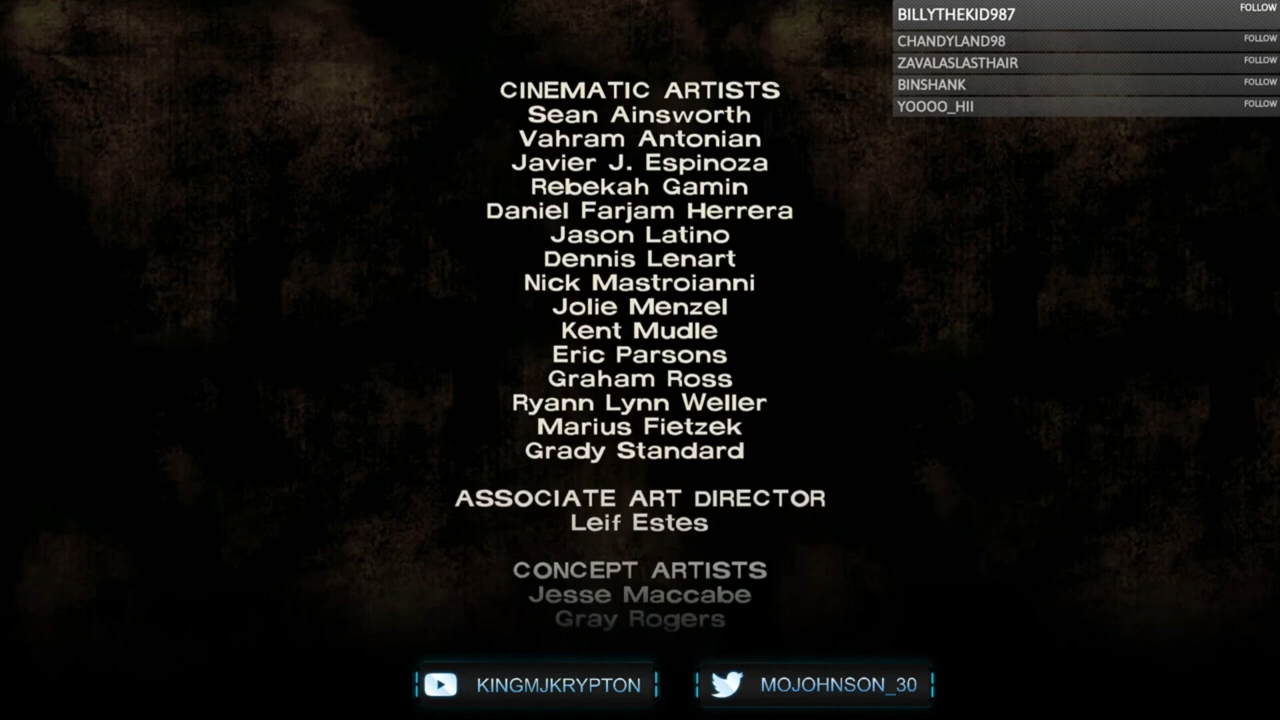 BILLYTHEKID987 FOLLOW
CHANDYLAND98 FOLLOW
ZAVALASLASTHAIR FOLLOW
BINSHANK FOLLOW
YOOOO_HII FOLLOW
CINEMATIC ARTISTS
Sean Ainsworth
Vahram Antonian
Javier J. Espinoza
Rebekah Gamin
Daniel Farjam Herrera
Jason Latino
Dennis Lenart
Nick Mastroianni
Jolie Menzel
Kent Mudle
Eric Parsons
Graham Ross
Ryann Lynn Weller
Marius Fietzek
Grady Standard
ASSOCIATE ART DIRECTOR
Leif Estes
CONCEPT ARTISTS
Jesse Maccabe
Gray Rogers
KINGMJKRYPTON
MOJOHNSON_30